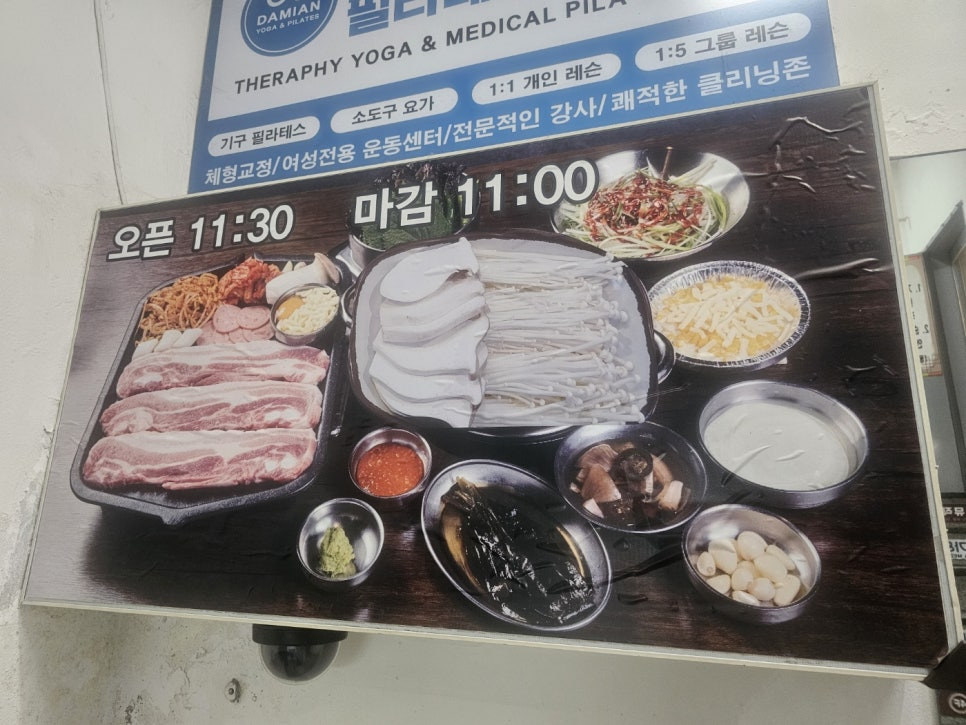 DAMIAN
YOGA & PILATES
THERAPHY YOGA & MEDICAL PILA
기구 필라테스
소도구 요가
1:1 개인 레슨
1:5 그룹 레슨
체형교정/여성전용 운동센터/전문적인 강사/쾌적한 클리닝존
오픈 11:30
마감 11:00